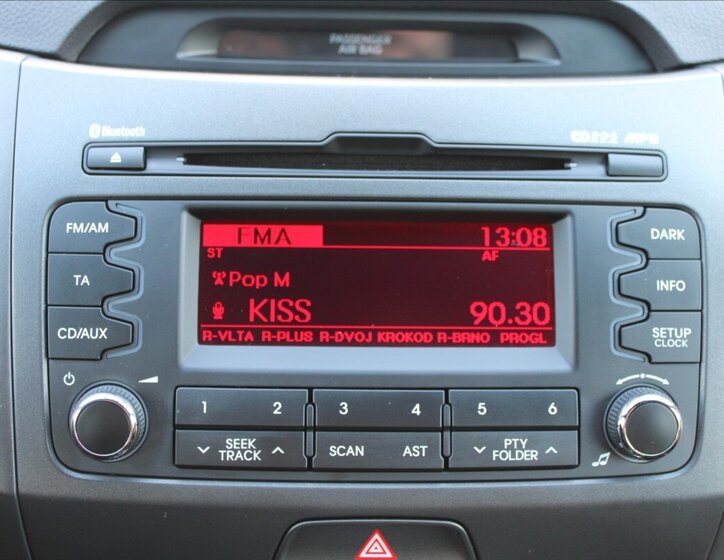 PASSENGER
AIR BAG
Bluetooth
FM/AM
TA
CD/AUX
FMA 13:08
ST AF
Pop M
KISS 90.30
R-VLTA R-PLUS R-DVOJ KROKOD R-BRNO PROGL
DARK
INFO
SETUP
CLOCK
1 2 3 4 5 6
SEEK
TRACK
SCAN AST
PTY
FOLDER